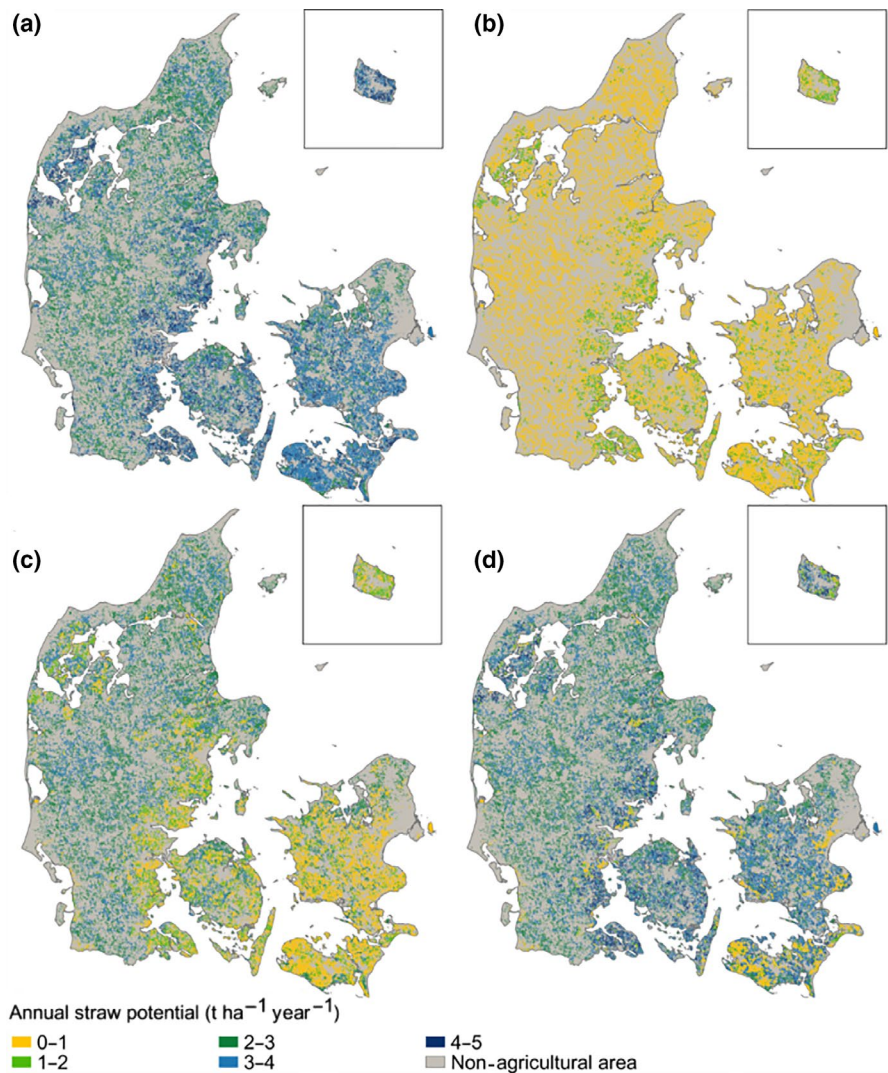 (a)
(b)
(c)
(d)
Annual straw potential (t ha⁻¹ year⁻¹)
0–1 2–3 4–5
1–2 3–4 Non-agricultural area